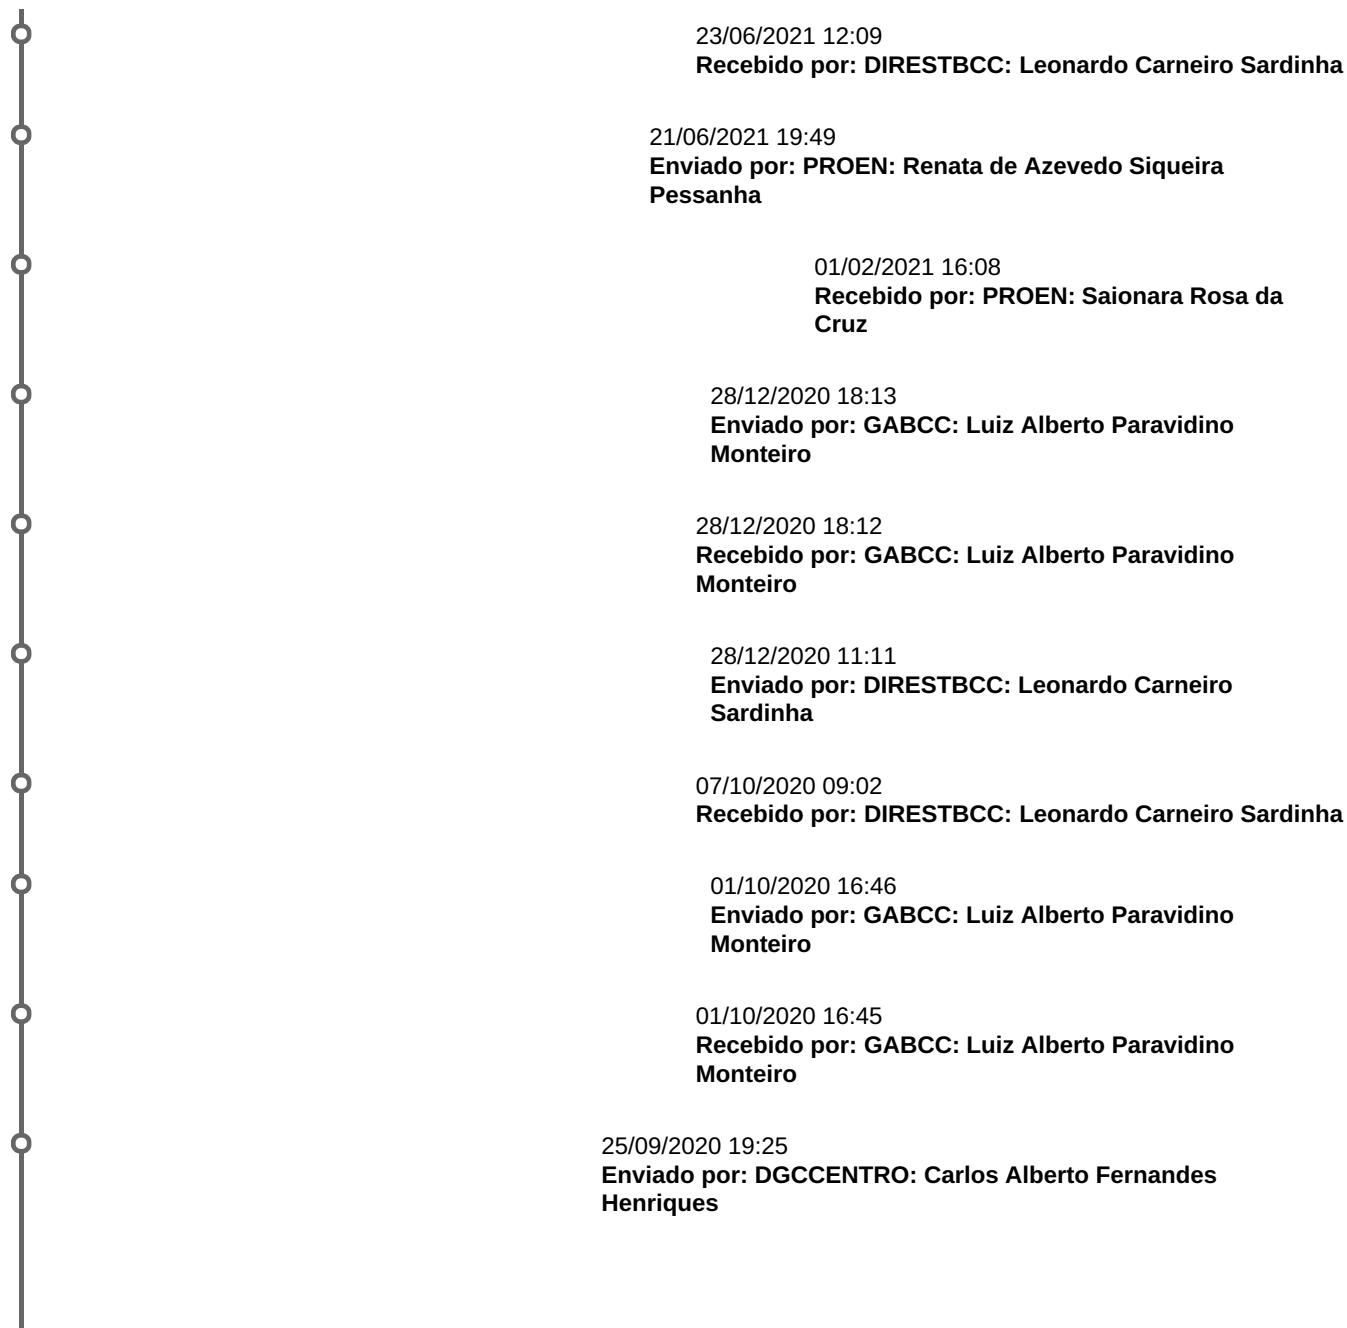 23/06/2021 12:09
Recebido por: DIRESTBCC: Leonardo Carneiro Sardinha
21/06/2021 19:49
Enviado por: PROEN: Renata de Azevedo Siqueira
Pessanha
01/02/2021 16:08
Recebido por: PROEN: Saionara Rosa da
Cruz
28/12/2020 18:13
Enviado por: GABCC: Luiz Alberto Paravidino
Monteiro
28/12/2020 18:12
Recebido por: GABCC: Luiz Alberto Paravidino
Monteiro
28/12/2020 11:11
Enviado por: DIRESTBCC: Leonardo Carneiro
Sardinha
07/10/2020 09:02
Recebido por: DIRESTBCC: Leonardo Carneiro Sardinha
01/10/2020 16:46
Enviado por: GABCC: Luiz Alberto Paravidino
Monteiro
01/10/2020 16:45
Recebido por: GABCC: Luiz Alberto Paravidino
Monteiro
25/09/2020 19:25
Enviado por: DGCCENTRO: Carlos Alberto Fernandes
Henriques